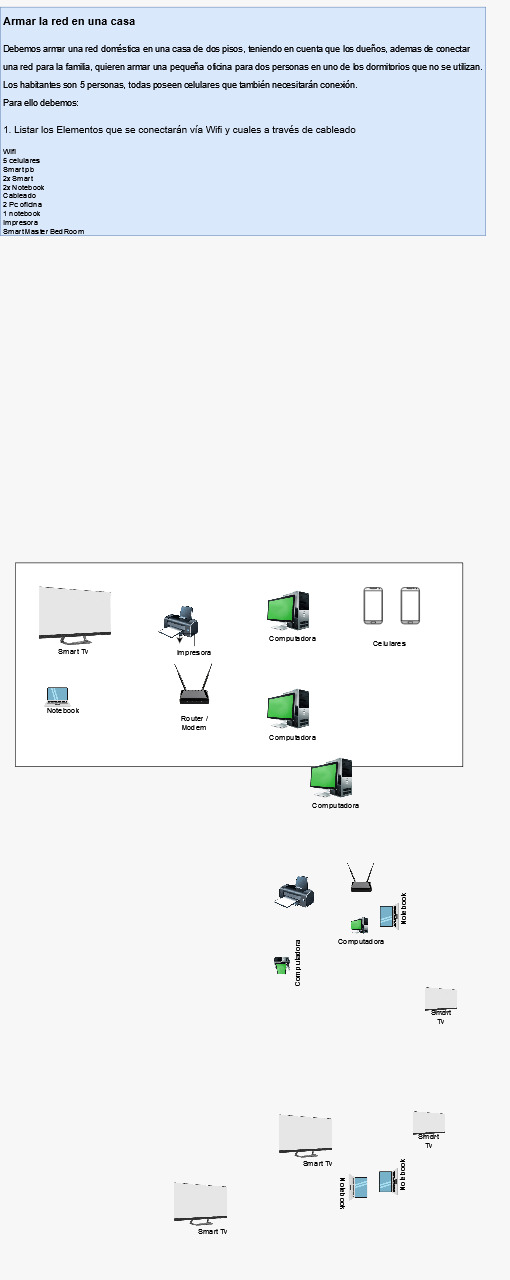 Armar la red en una casa
Debemos armar una red doméstica en una casa de dos pisos, teniendo en cuenta que los dueños, ademas de conectar
una red para la familia, quieren armar una pequeña oficina para dos personas en uno de los dormitorios que no se utilizan.
Los habitantes son 5 personas, todas poseen celulares que también necesitarán conexión.
Para ello debemos:
1. Listar los Elementos que se conectarán vía Wifi y cuales a través de cableado
Wifi
5 celulares
Smart pb
2x Smart
2x Notebook
Cableado
2 Pc oficina
1 notebook
Impresora
Smart Master Bed Room
Smart Tv
Impresora
Computadora
Celulares
Notebook
Router /
Modem
Computadora
Computadora
Notebook
Computadora
Computadora
Smart
Tv
Smart
Tv
Smart Tv
Notebook
Notebook
Smart Tv